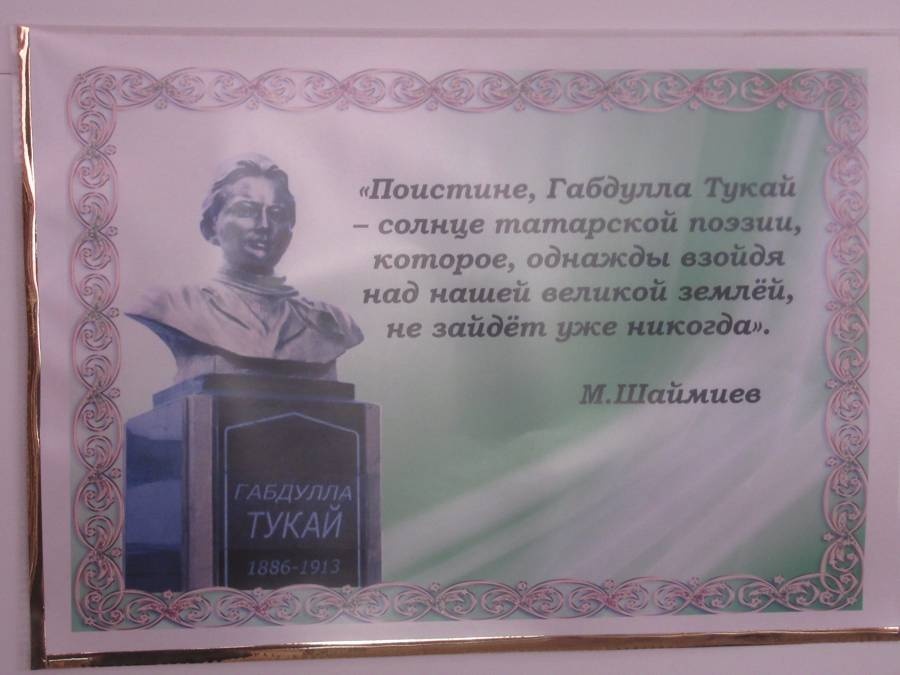 «Поистине, Габдулла Тукай
– солнце татарской поэзии,
которое, однажды взойдя
над нашей великой землёй,
не зайдёт уже никогда».
М.Шаймиев
ГАБДУЛЛА
ТУКАЙ
1886-1913